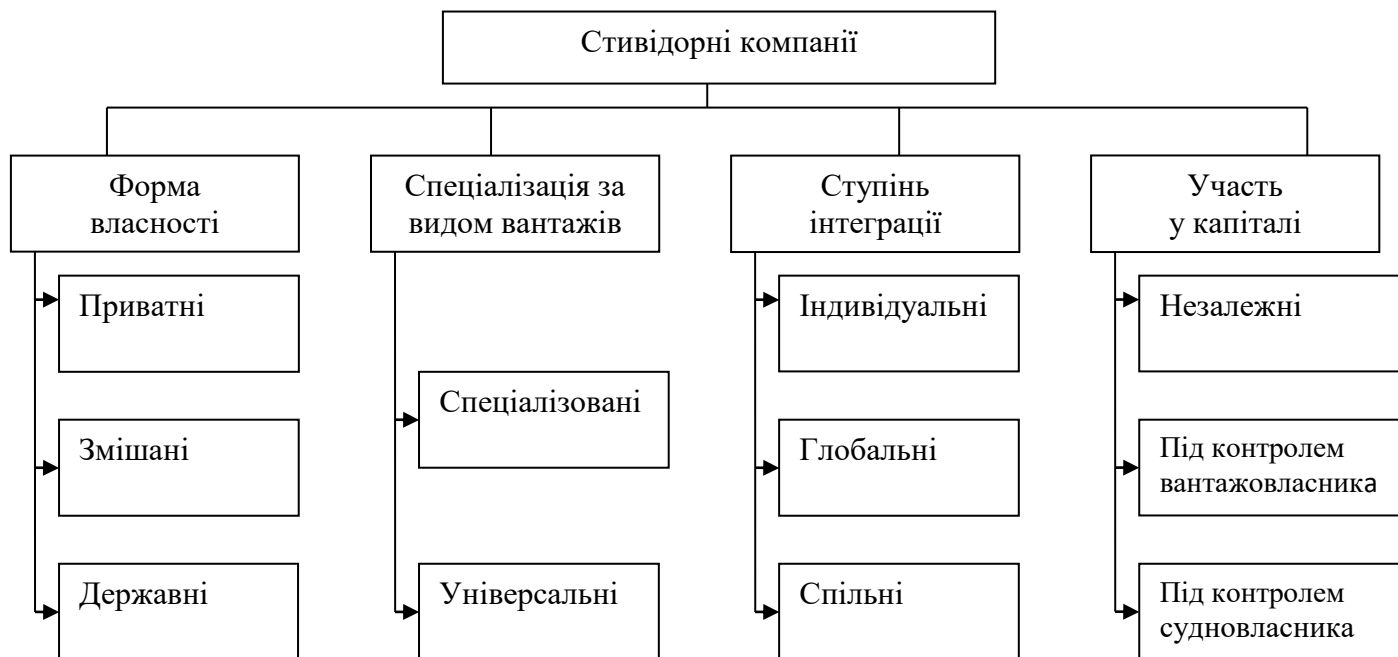 Стивідорні компанії
Форма
власності
Спеціалізація за
видом вантажів
Ступінь
інтеграції
Участь
у капіталі
Приватні
Змішані
Державні
Спеціалізовані
Універсальні
Індивідуальні
Глобальні
Спільні
Незалежні
Під контролем
вантажовласника
Під контролем
судновласника